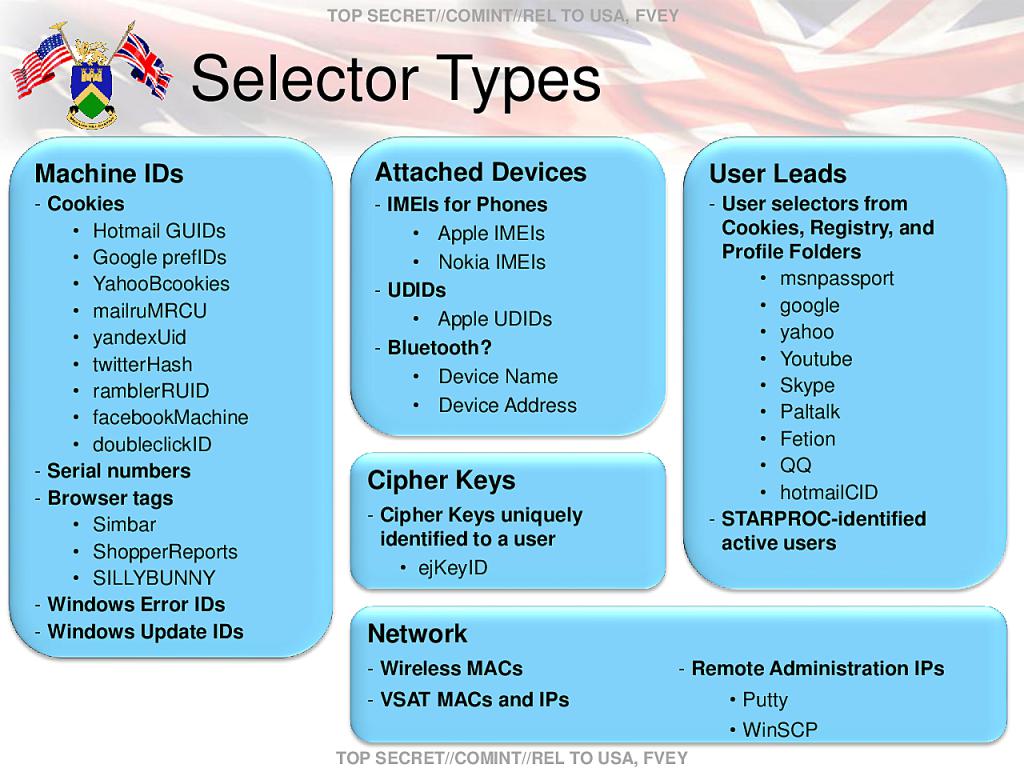 TOP SECRET//COMINT//REL TO USA, FVEY
Selector Types
Machine IDs
- Cookies
• Hotmail GUIDs
• Google prefIDs
• YahooBcookies
• mailruMRCU
• yandexUid
• twitterHash
• ramblerRUID
• facebookMachine
• doubleclickID
- Serial numbers
- Browser tags
• Simbar
• ShopperReports
• SILLYBUNNY
- Windows Error IDs
- Windows Update IDs
Attached Devices
- IMEIs for Phones
• Apple IMEIs
• Nokia IMEIs
- UDIDs
• Apple UDIDs
- Bluetooth?
• Device Name
• Device Address
Cipher Keys
- Cipher Keys uniquely
identified to a user
• ejKeyID
User Leads
- User selectors from
Cookies, Registry, and
Profile Folders
• msnpassport
• google
• yahoo
• Youtube
• Skype
• Paltalk
• Fetion
• QQ
• hotmailCID
- STARPROC-identified
active users
Network
- Wireless MACs
- VSAT MACs and IPs
- Remote Administration IPs
• Putty
• WinSCP
TOP SECRET//COMINT//REL TO USA, FVEY